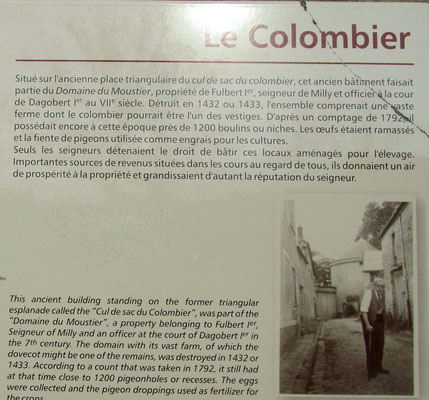 Le Colombier
Situé sur l'ancienne place triangulaire du cul de sac du colombier, cet ancien bâtiment faisait
partie du Domaine du Moustier, propriété de Fulbert Ier, seigneur de Milly et officier à la cour
de Dagobert Ier au VIIe siècle. Détruit en 1432 ou 1433, l'ensemble comprenait une vaste
ferme dont le colombier pourrait être l'un des vestiges. D'après un comptage de 1792, il
possédait encore à cette époque près de 1200 boulins ou niches. Les œufs étaient ramassés
et la fiente de pigeons utilisée comme engrais pour les cultures.
Seuls les seigneurs détenaient le droit de bâtir ces locaux aménagés pour l'élevage.
Importantes sources de revenus situées dans les cours au regard de tous, ils donnaient un air
de prospérité à la propriété et grandissaient d'autant la réputation du seigneur.
This ancient building standing on the former triangular
esplanade called the "Cul de sac du Colombier", was part of the
"Domaine du Moustier", a property belonging to Fulbert Ier,
Seigneur of Milly and an officer at the court of Dagobert Ier in
the 7th century. The domain with its vast farm, of which the
dovecot might be one of the remains, was destroyed in 1432 or
1433. According to a count that was taken in 1792, it still had
at that time close to 1200 pigeonholes or recesses. The eggs
were collected and the pigeon droppings used as fertilizer for
the crops.